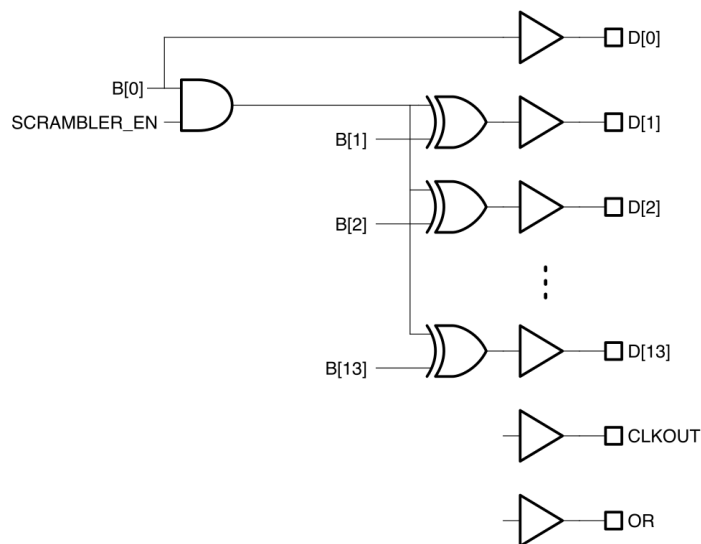 D[0]
B[0]
SCRAMBLER_EN
D[1]
B[1]
D[2]
B[2]
D[13]
B[13]
CLKOUT
OR